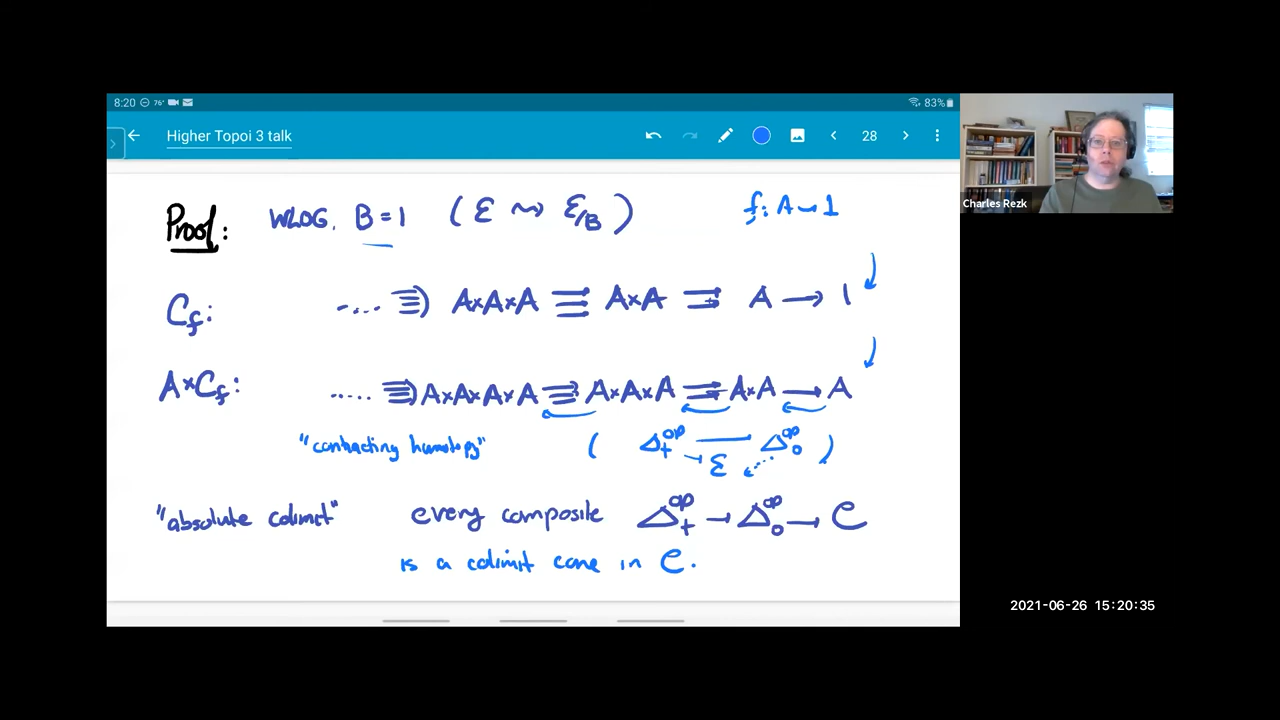 8:20 76° 83%
Higher Topoi 3 talk
28
Charles Rezk
Proof: WLOG. B=1 (ℰ ⇝ ℰ/B) f: A→1
Cf: ..... A×A×A A×A A → 1
A×Cf: ..... A×A×A×A A×A×A A×A → A
"contracting homotopy" ( Δ+^op — Δ0^op )
→ ℰ
"absolute colimit" every composite Δ+^op → Δ0^op → C
is a colimit cone in C.
2021-06-26 15:20:35